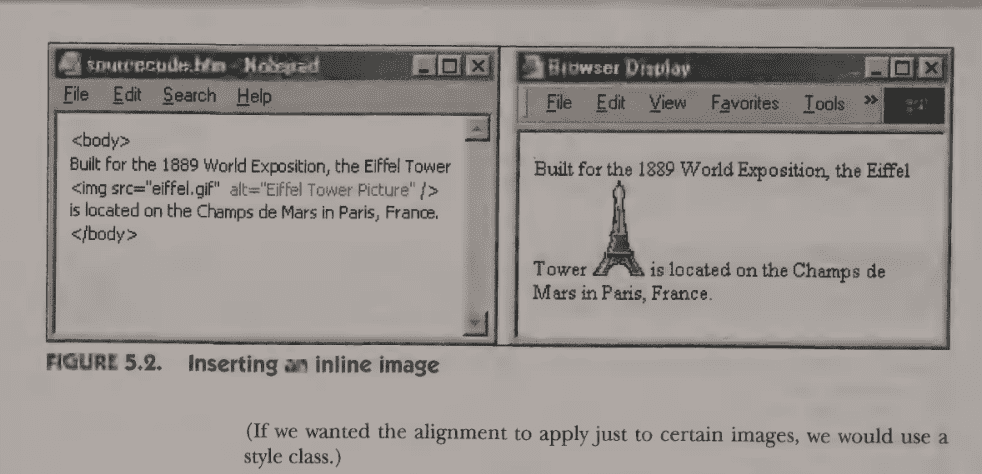 sourcecode.htm - Notepad
File Edit Search Help
<body>
Built for the 1889 World Exposition, the Eiffel Tower
<img src="eiffel.gif" alt="Eiffel Tower Picture" />
is located on the Champs de Mars in Paris, France.
</body>
Browser Display
File Edit View Favorites Tools »
Built for the 1889 World Exposition, the Eiffel
Tower is located on the Champs de
Mars in Paris, France.
FIGURE 5.2. Inserting an inline image
(If we wanted the alignment to apply just to certain images, we would use a
style class.)